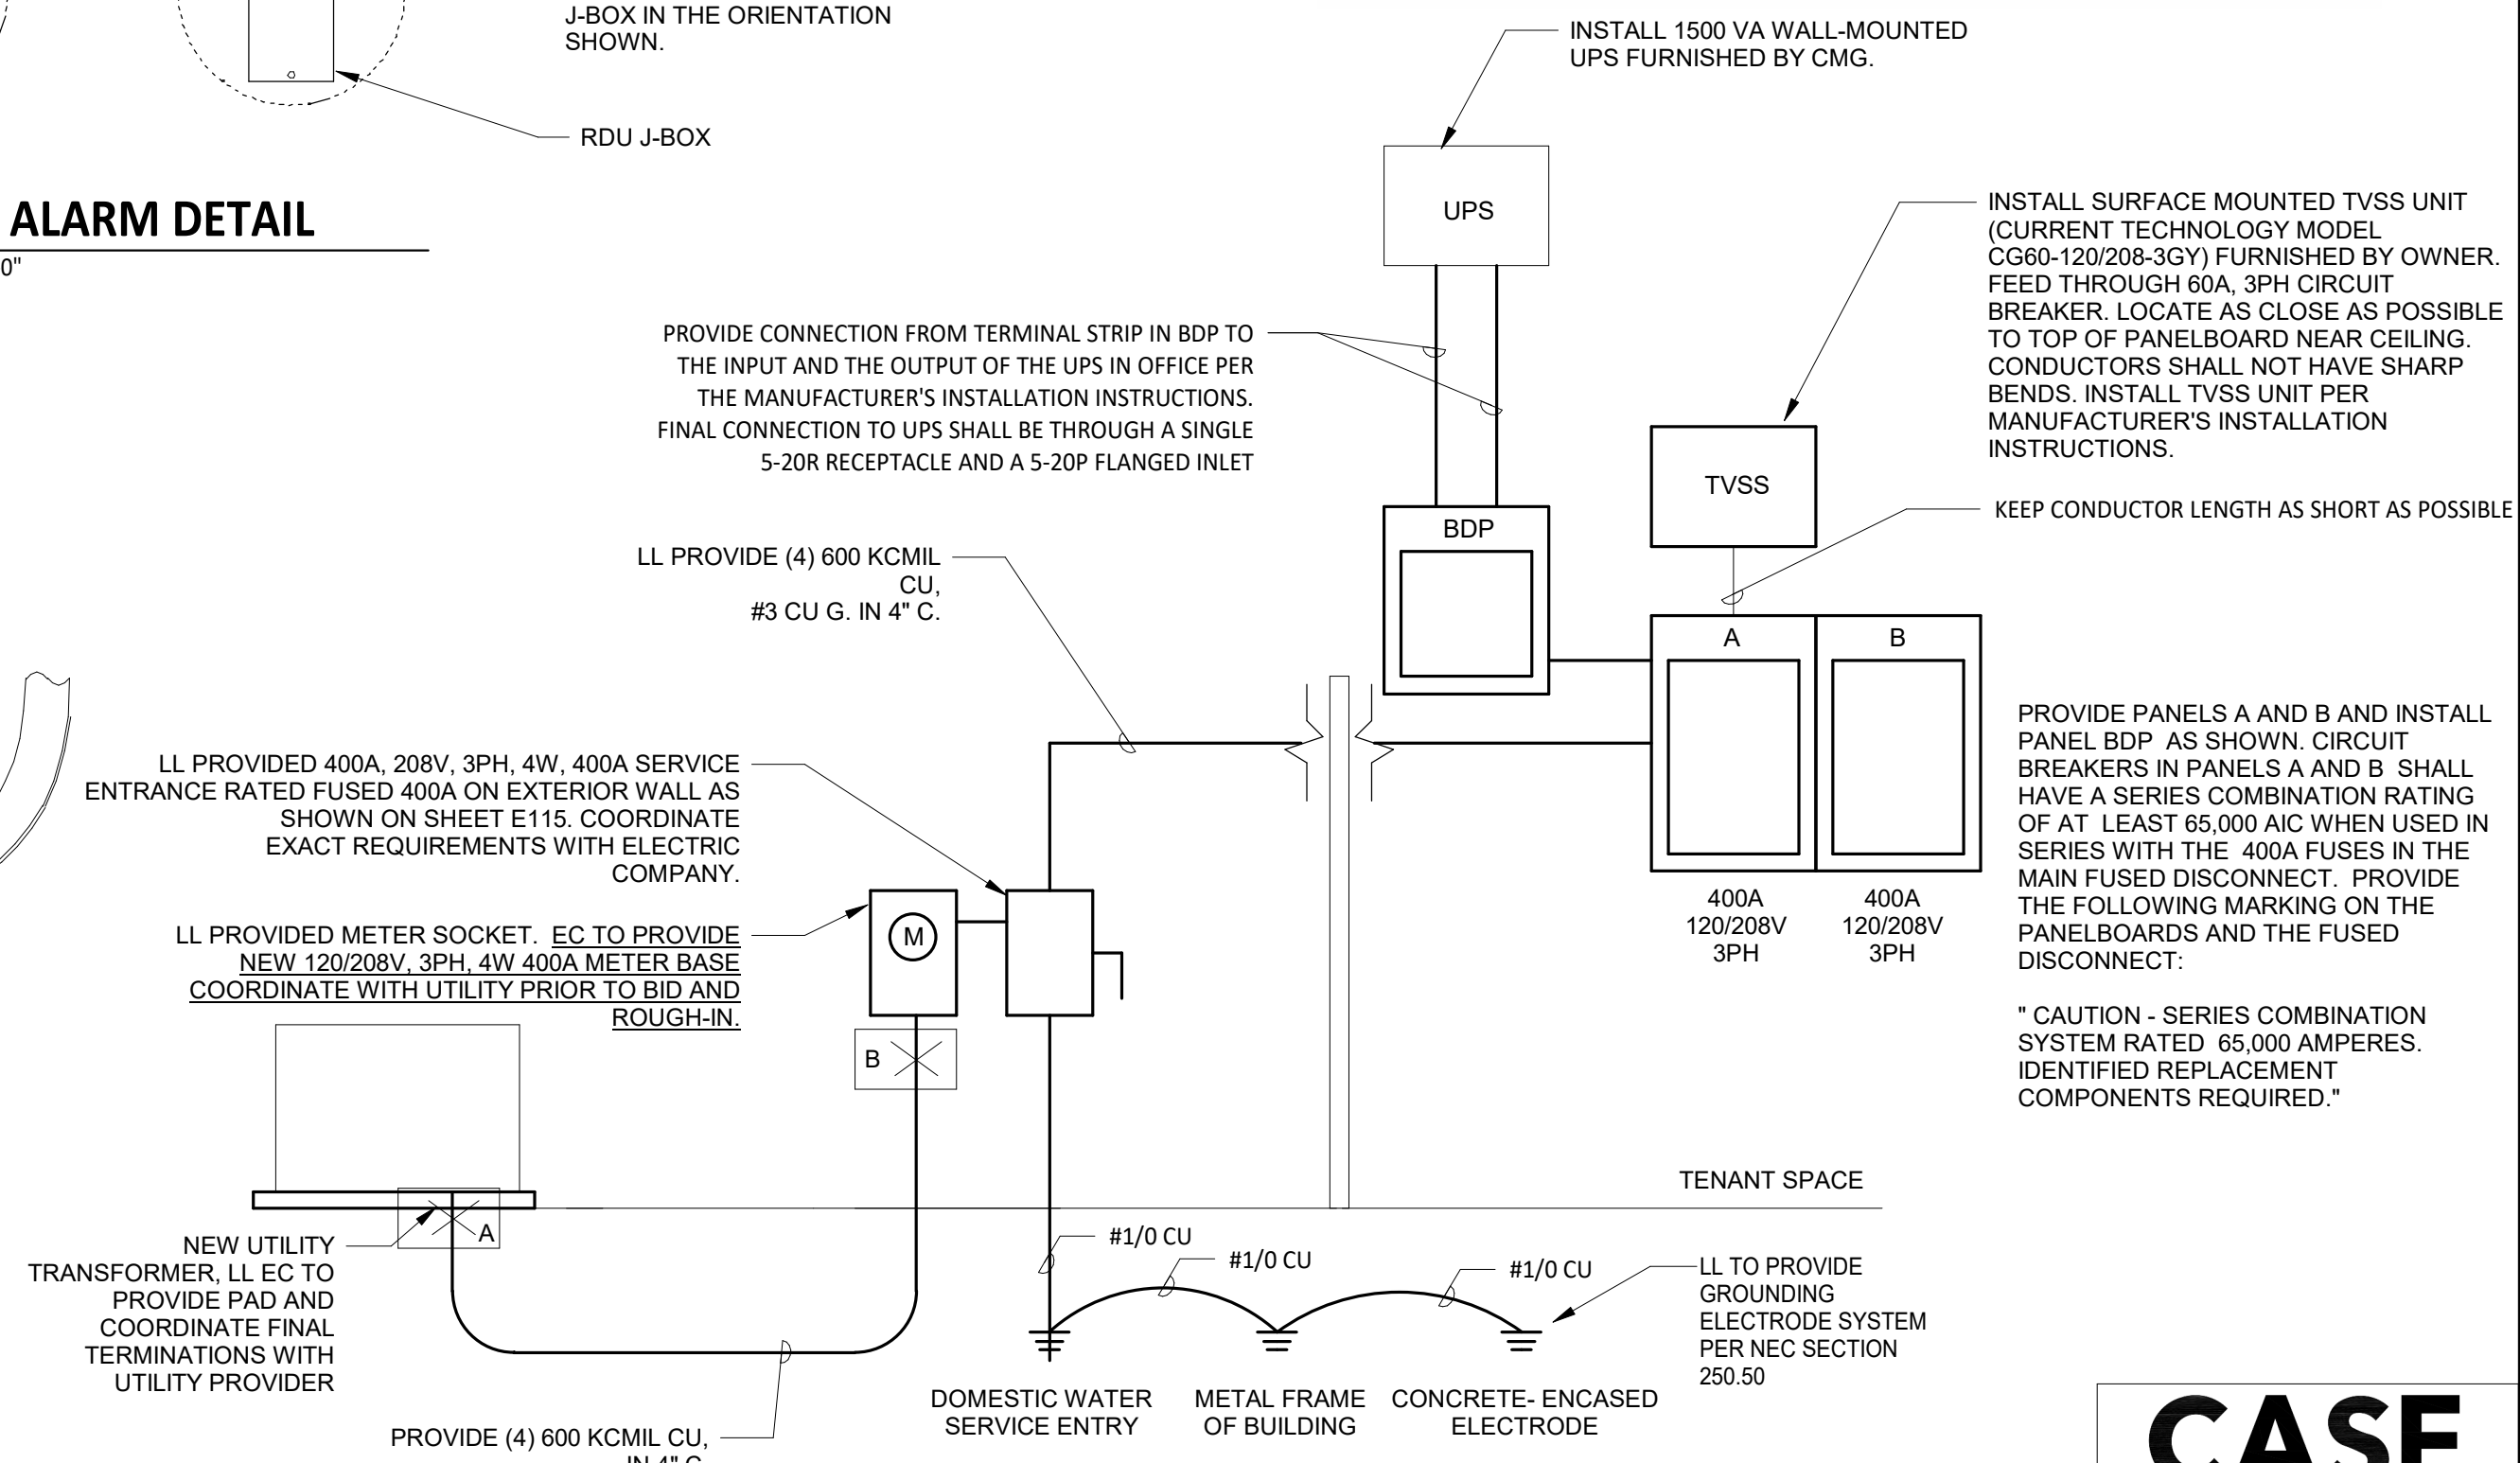 J-BOX IN THE ORIENTATION
SHOWN.
RDU J-BOX
ALARM DETAIL
0"
INSTALL 1500 VA WALL-MOUNTED
UPS FURNISHED BY CMG.
UPS
INSTALL SURFACE MOUNTED TVSS UNIT
(CURRENT TECHNOLOGY MODEL
CG60-120/208-3GY) FURNISHED BY OWNER.
FEED THROUGH 60A, 3PH CIRCUIT
BREAKER. LOCATE AS CLOSE AS POSSIBLE
TO TOP OF PANELBOARD NEAR CEILING.
CONDUCTORS SHALL NOT HAVE SHARP
BENDS. INSTALL TVSS UNIT PER
MANUFACTURER'S INSTALLATION
INSTRUCTIONS.
PROVIDE CONNECTION FROM TERMINAL STRIP IN BDP TO
THE INPUT AND THE OUTPUT OF THE UPS IN OFFICE PER
THE MANUFACTURER'S INSTALLATION INSTRUCTIONS.
FINAL CONNECTION TO UPS SHALL BE THROUGH A SINGLE
5-20R RECEPTACLE AND A 5-20P FLANGED INLET
TVSS
KEEP CONDUCTOR LENGTH AS SHORT AS POSSIBLE
BDP
LL PROVIDE (4) 600 KCMIL
CU,
#3 CU G. IN 4" C.
A
B
400A
120/208V
3PH
400A
120/208V
3PH
PROVIDE PANELS A AND B AND INSTALL
PANEL BDP AS SHOWN. CIRCUIT
BREAKERS IN PANELS A AND B SHALL
HAVE A SERIES COMBINATION RATING
OF AT LEAST 65,000 AIC WHEN USED IN
SERIES WITH THE 400A FUSES IN THE
MAIN FUSED DISCONNECT. PROVIDE
THE FOLLOWING MARKING ON THE
PANELBOARDS AND THE FUSED
DISCONNECT:
" CAUTION - SERIES COMBINATION
SYSTEM RATED 65,000 AMPERES.
IDENTIFIED REPLACEMENT
COMPONENTS REQUIRED."
LL PROVIDED 400A, 208V, 3PH, 4W, 400A SERVICE
ENTRANCE RATED FUSED 400A ON EXTERIOR WALL AS
SHOWN ON SHEET E115. COORDINATE
EXACT REQUIREMENTS WITH ELECTRIC
COMPANY.
LL PROVIDED METER SOCKET. EC TO PROVIDE
NEW 120/208V, 3PH, 4W 400A METER BASE
COORDINATE WITH UTILITY PRIOR TO BID AND
ROUGH-IN.
M
B
A
TENANT SPACE
NEW UTILITY
TRANSFORMER, LL EC TO
PROVIDE PAD AND
COORDINATE FINAL
TERMINATIONS WITH
UTILITY PROVIDER
#1/0 CU
#1/0 CU
#1/0 CU
LL TO PROVIDE
GROUNDING
ELECTRODE SYSTEM
PER NEC SECTION
250.50
DOMESTIC WATER
SERVICE ENTRY
METAL FRAME
OF BUILDING
CONCRETE- ENCASED
ELECTRODE
PROVIDE (4) 600 KCMIL CU,
IN 4" C.
CASE